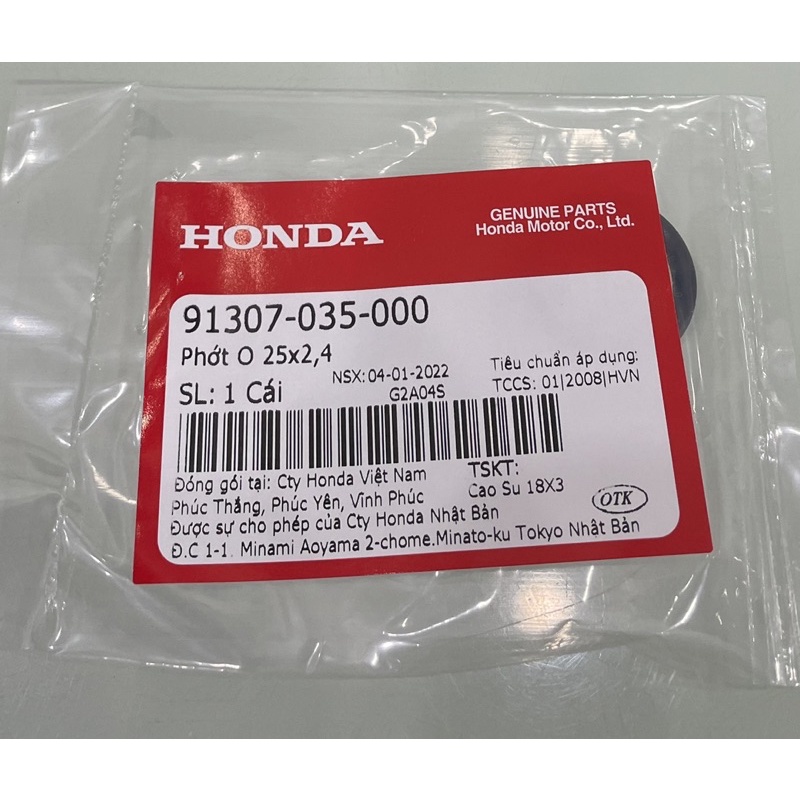 HONDA
GENUINE PARTS
Honda Motor Co., Ltd.
91307-035-000
Phớt O 25x2,4
SL: 1 Cái
NSX: 04-01-2022
G2A04S
Tiêu chuẩn áp dụng:
TCCS: 01|2008|HVN
Đóng gói tại: Cty Honda Việt Nam
Phúc Thắng, Phúc Yên, Vĩnh Phúc
TSKT:
Cao Su 18X3
OTK
Được sự cho phép của Cty Honda Nhật Bản
Đ.C 1-1. Minami Aoyama 2-chome.Minato-ku Tokyo Nhật Bản